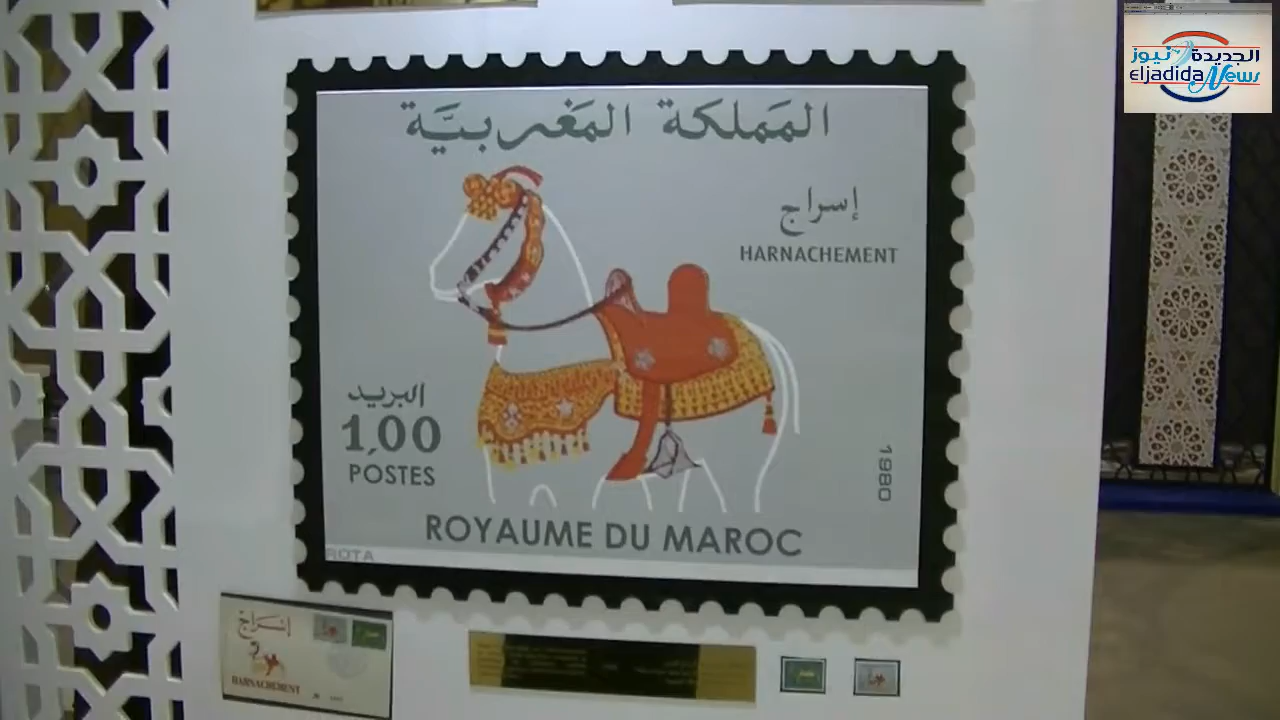 الجديدة نيوز
eljadida News
المملكة المغربية
إسراج
HARNACHEMENT
البريد
1,00
POSTES
1980
ROYAUME DU MAROC
ROTA
إسراج
HARNACHEMENT